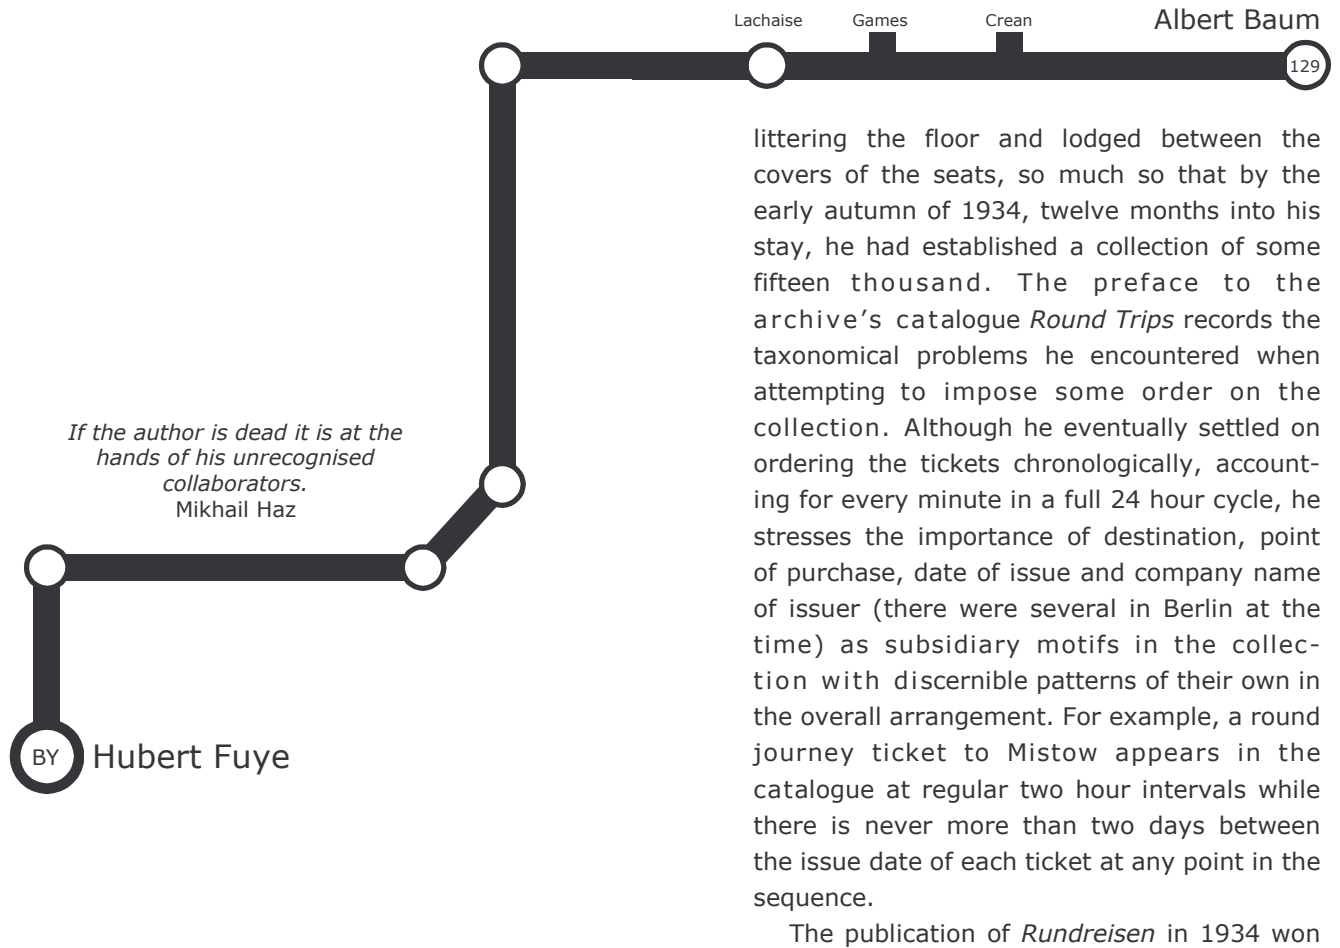 Lachaise Games Crean Albert Baum
129
littering the floor and lodged between the
covers of the seats, so much so that by the
early autumn of 1934, twelve months into his
stay, he had established a collection of some
fifteen thousand. The preface to the
archive’s catalogue Round Trips records the
taxonomical problems he encountered when
attempting to impose some order on the
collection. Although he eventually settled on
ordering the tickets chronologically, account-
ing for every minute in a full 24 hour cycle, he
stresses the importance of destination, point
of purchase, date of issue and company name
of issuer (there were several in Berlin at the
time) as subsidiary motifs in the collec-
tion with discernible patterns of their own in
the overall arrangement. For example, a round
journey ticket to Mistow appears in the
catalogue at regular two hour intervals while
there is never more than two days between
the issue date of each ticket at any point in the
sequence.
The publication of Rundreisen in 1934 won
If the author is dead it is at the
hands of his unrecognised
collaborators.
Mikhail Haz
BY Hubert Fuye